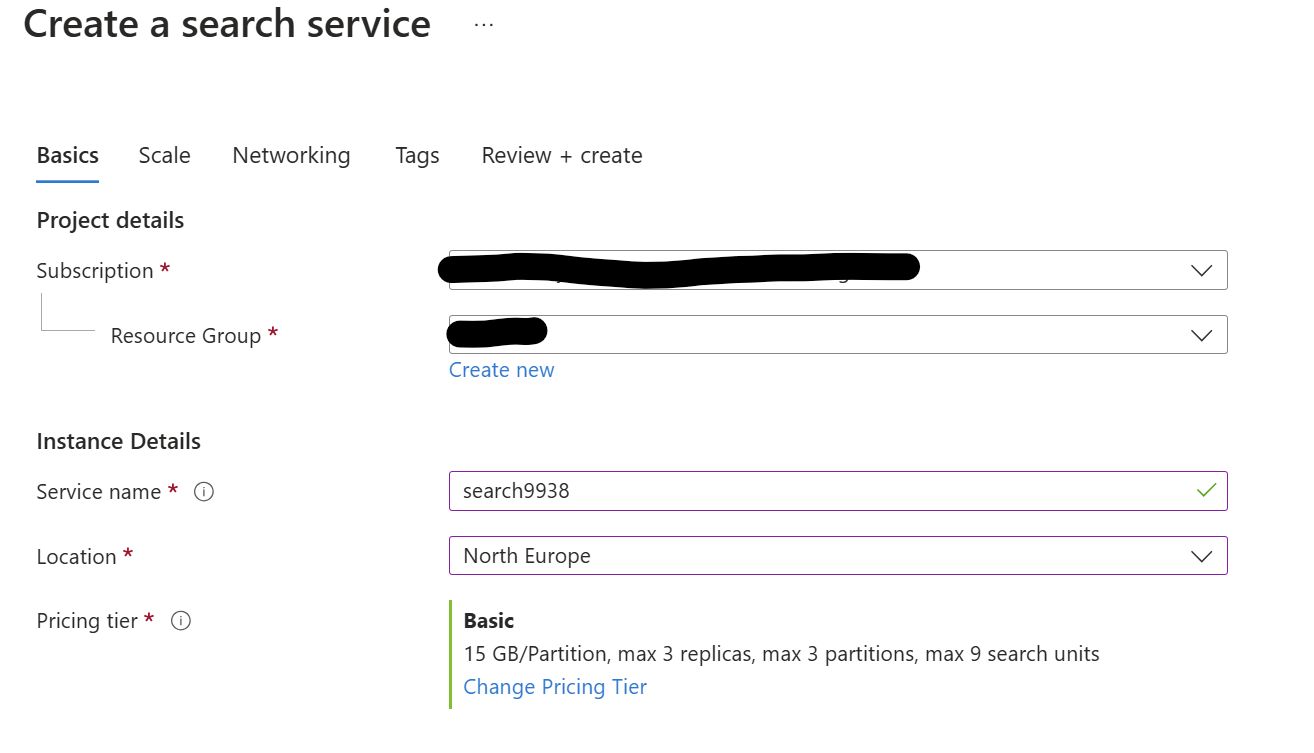 Create a search service ...
Basics Scale Networking Tags Review + create
Project details
Subscription *
Resource Group *
Create new
Instance Details
Service name * search9938
Location * North Europe
Pricing tier * Basic
15 GB/Partition, max 3 replicas, max 3 partitions, max 9 search units
Change Pricing Tier